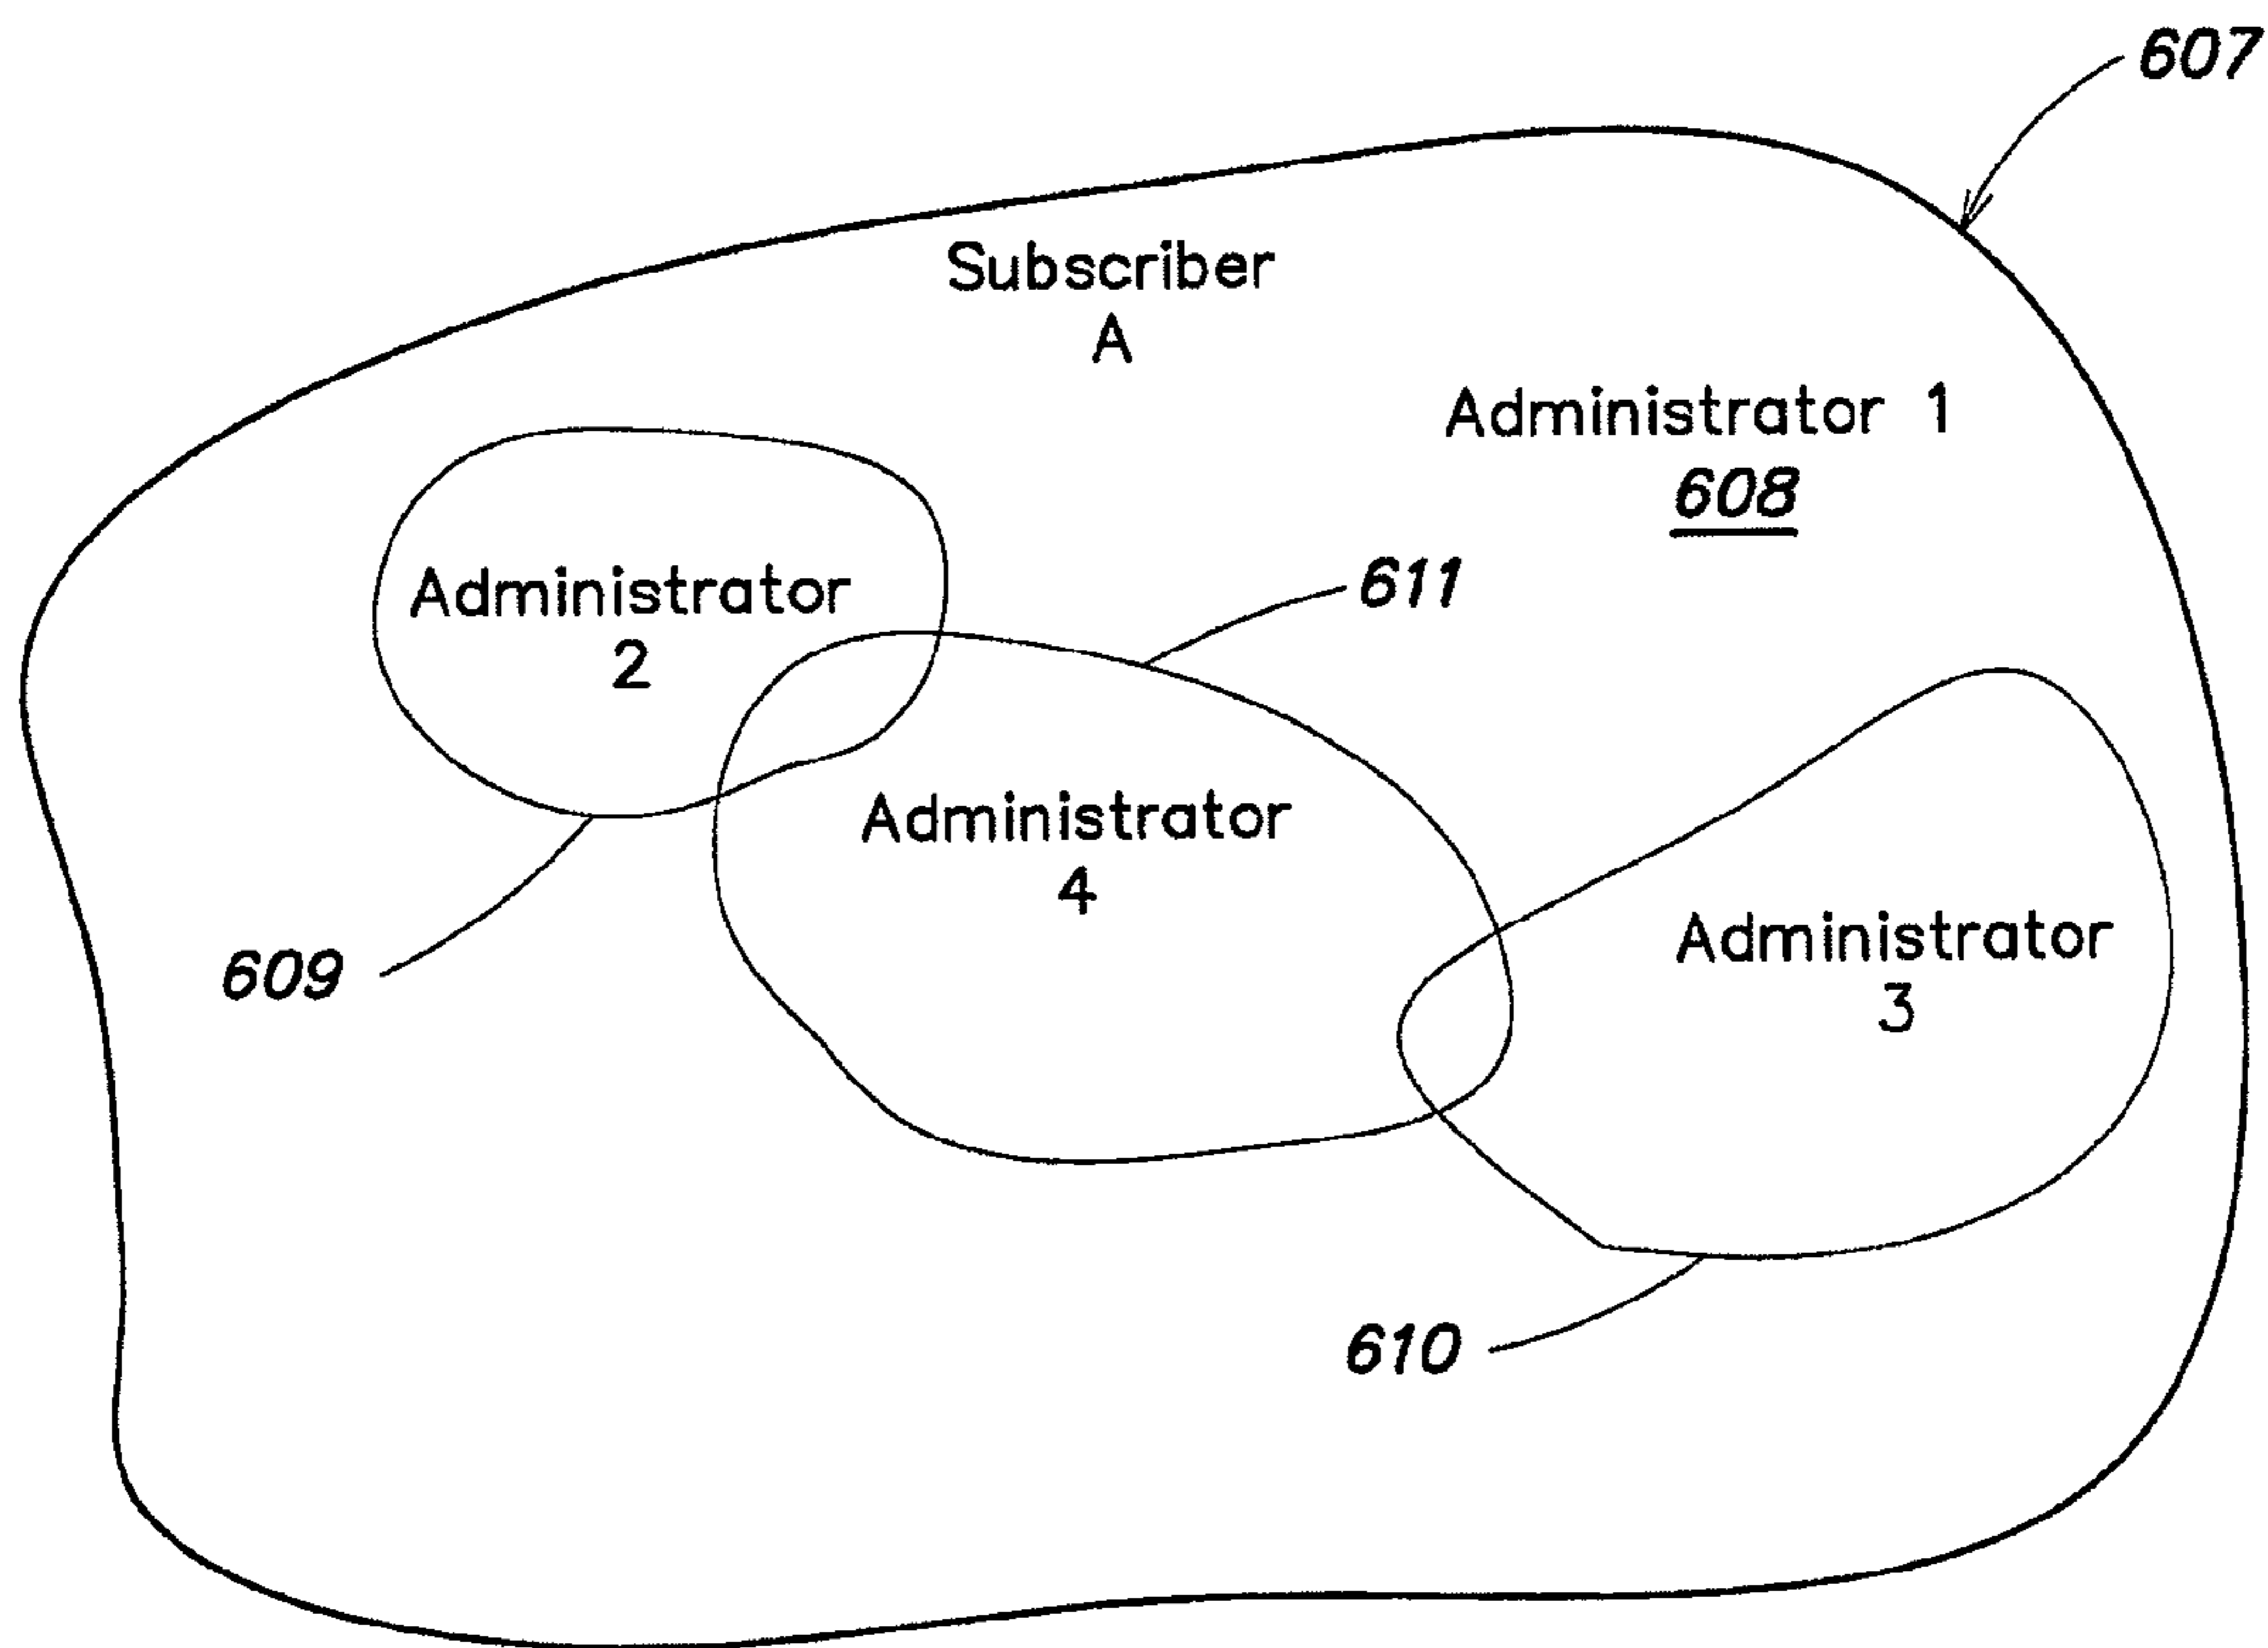 607
Subscriber
A
Administrator 1
608
Administrator
2
611
Administrator
4
Administrator
3
609
610